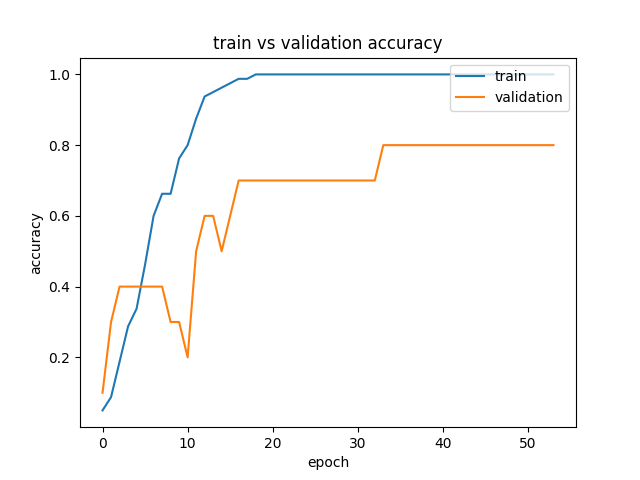 train vs validation accuracy
train
validation
1.0
0.8
0.6
0.4
0.2
accuracy
0 10 20 30 40 50
epoch